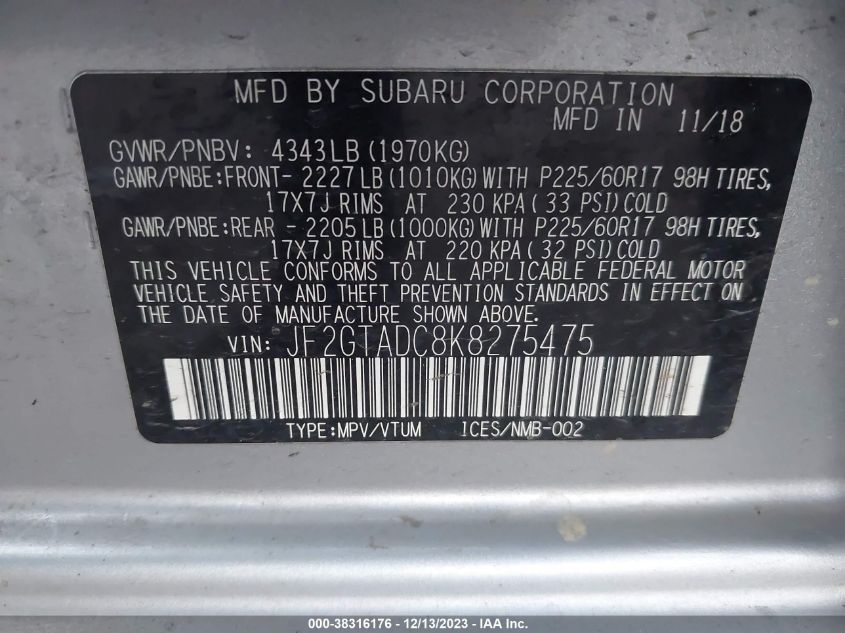 MFD BY SUBARU CORPORATION
MFD IN 11/18
GVWR/PNBV: 4343LB(1970KG)
GAWR/PNBE:FRONT- 2227LB(1010KG)WITH P225/60R17 98H TIRES,
17X7J RIMS AT 230 KPA(33 PSI)COLD
GAWR/PNBE:REAR - 2205LB(1000KG)WITH P225/60R17 98H TIRES,
17X7J RIMS AT 220 KPA(32 PSI)COLD
THIS VEHICLE CONFORMS TO ALL APPLICABLE FEDERAL MOTOR
VEHICLE SAFETY AND THEFT PREVENTION STANDARDS IN EFFECT ON
THE DATE OF MANUFACTURE SHOWN ABOVE.
VIN: JF2GTADC8K8275475
TYPE:MPV/VTUM ICES/NMB-002
000-38316176 - 12/13/2023 - IAA Inc.